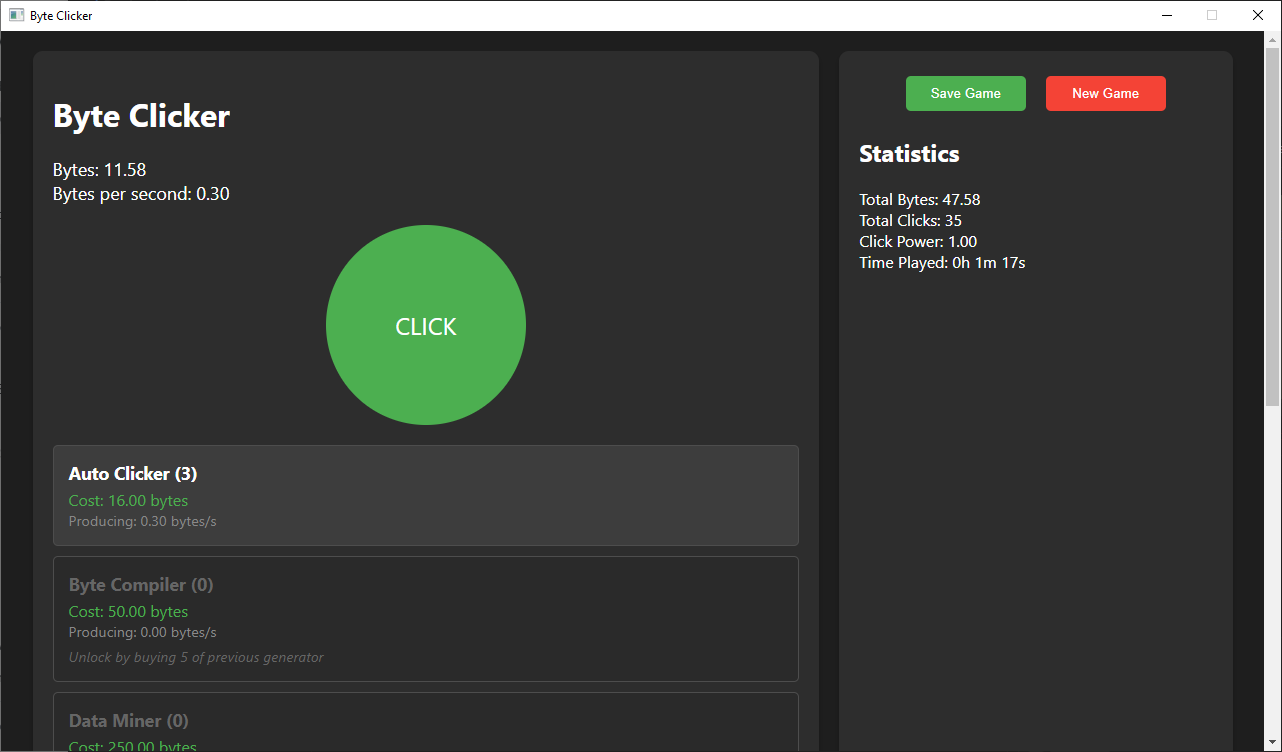 Byte Clicker
Byte Clicker
Bytes: 11.58
Bytes per second: 0.30
CLICK
Auto Clicker (3)
Cost: 16.00 bytes
Producing: 0.30 bytes/s
Byte Compiler (0)
Cost: 50.00 bytes
Producing: 0.00 bytes/s
Unlock by buying 5 of previous generator
Data Miner (0)
Cost: 250.00 bytes
Save Game
New Game
Statistics
Total Bytes: 47.58
Total Clicks: 35
Click Power: 1.00
Time Played: 0h 1m 17s